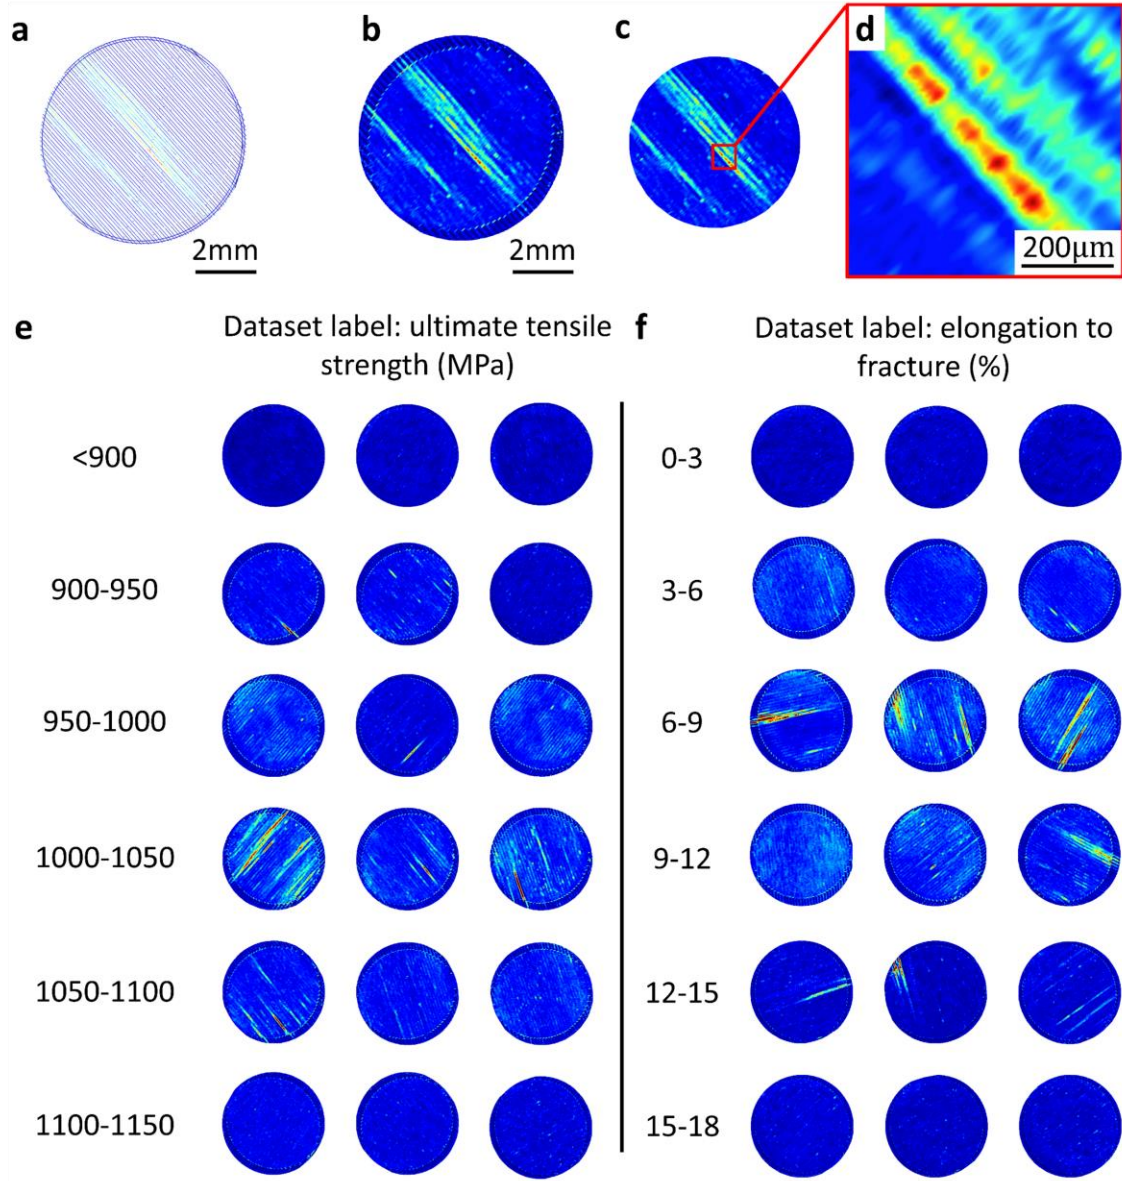 a
b
c
d
2mm
2mm
200μm
e
Dataset label: ultimate tensile
strength (MPa)
<900
900-950
950-1000
1000-1050
1050-1100
1100-1150
f
Dataset label: elongation to
fracture (%)
0-3
3-6
6-9
9-12
12-15
15-18